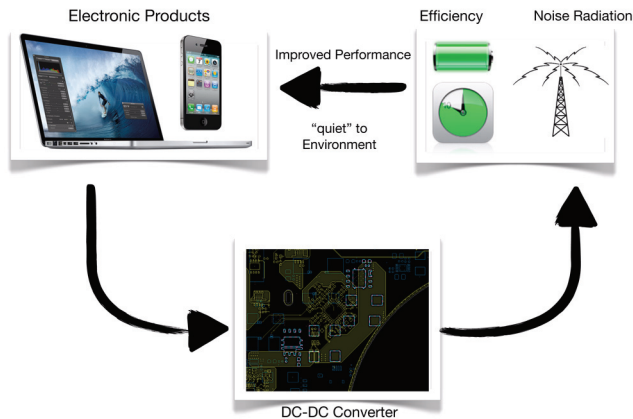 Electronic Products
Efficiency
Noise Radiation
Improved Performance
“quiet” to
Environment
DC-DC Converter